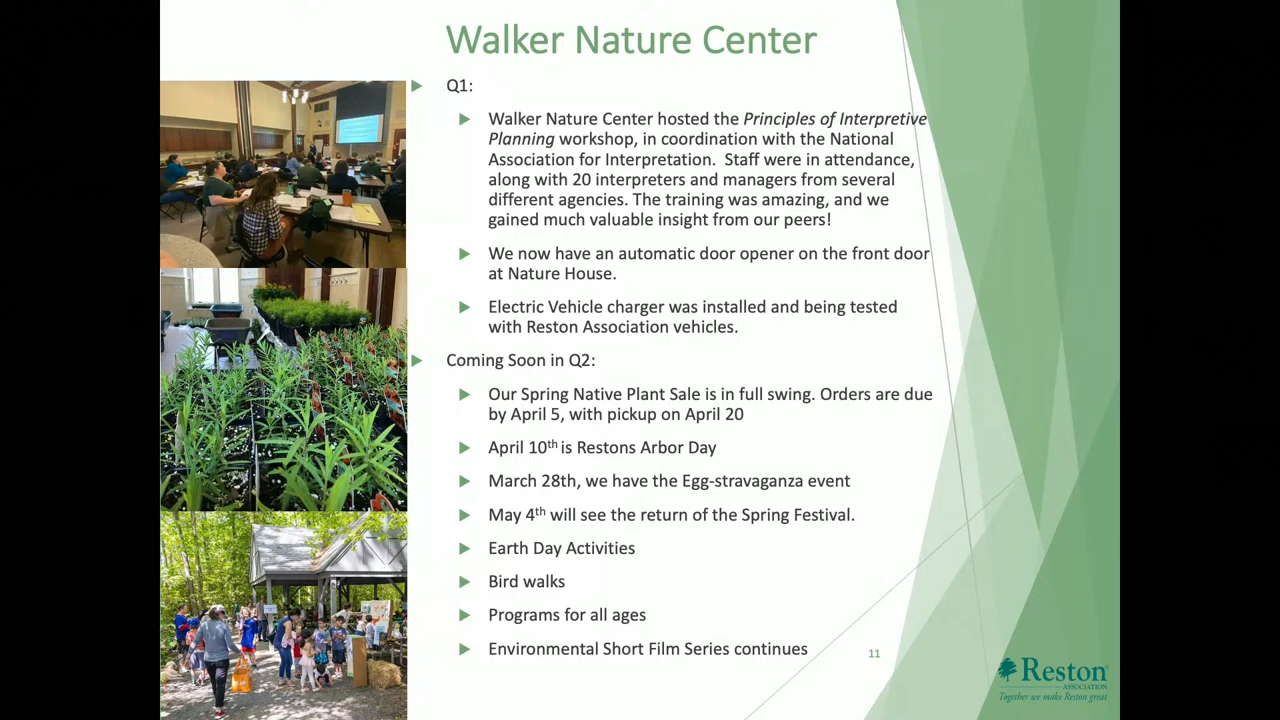 Walker Nature Center
Q1:
Walker Nature Center hosted the Principles of Interpretive
Planning workshop, in coordination with the National
Association for Interpretation.  Staff were in attendance,
along with 20 interpreters and managers from several
different agencies. The training was amazing, and we
gained much valuable insight from our peers!
We now have an automatic door opener on the front door
at Nature House.
Electric Vehicle charger was installed and being tested
with Reston Association vehicles.
Coming Soon in Q2:
Our Spring Native Plant Sale is in full swing. Orders are due
by April 5, with pickup on April 20
April 10th is Restons Arbor Day
March 28th, we have the Egg-stravaganza event
May 4th will see the return of the Spring Festival.
Earth Day Activities
Bird walks
Programs for all ages
Environmental Short Film Series continues
11
Reston
ASSOCIATION
Together we make Reston great